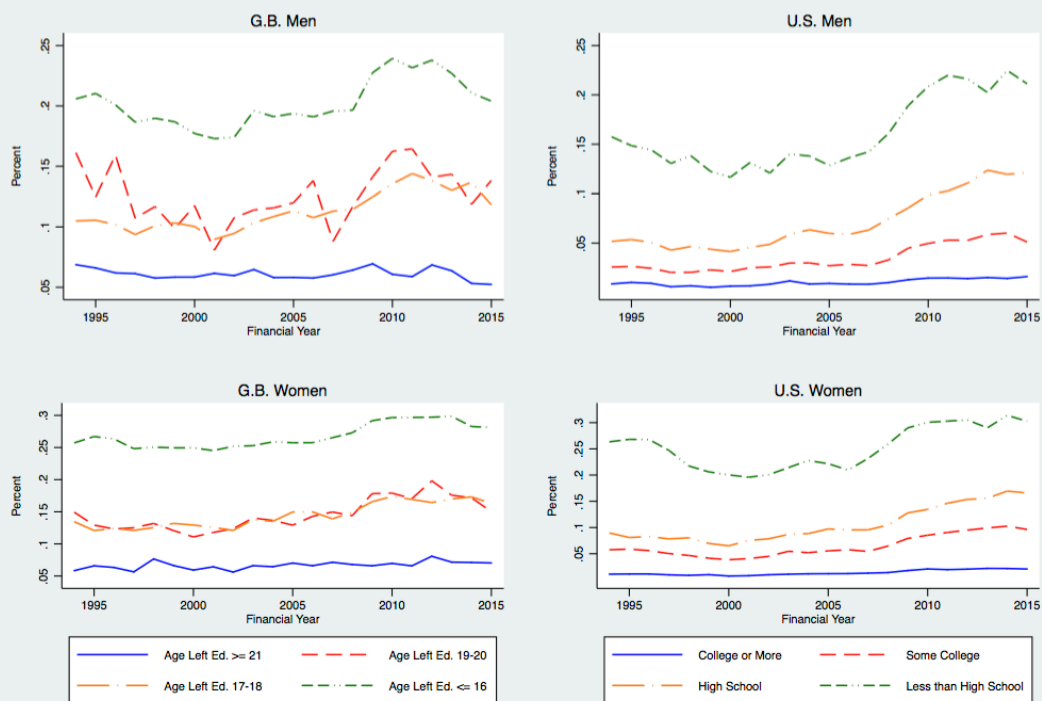 G.B. Men
.25
.2
.15
.1
.05
Percent
1995 2000 2005 2010 2015
Financial Year
U.S. Men
.25
.2
.15
.1
.05
Percent
1995 2000 2005 2010 2015
Financial Year
G.B. Women
.3
.25
.2
.15
.1
.05
Percent
1995 2000 2005 2010 2015
Financial Year
U.S. Women
.3
.25
.2
.15
.1
.05
Percent
1995 2000 2005 2010 2015
Financial Year
Age Left Ed. >= 21 Age Left Ed. 19-20
Age Left Ed. 17-18 Age Left Ed. <= 16
College or More Some College
High School Less than High School